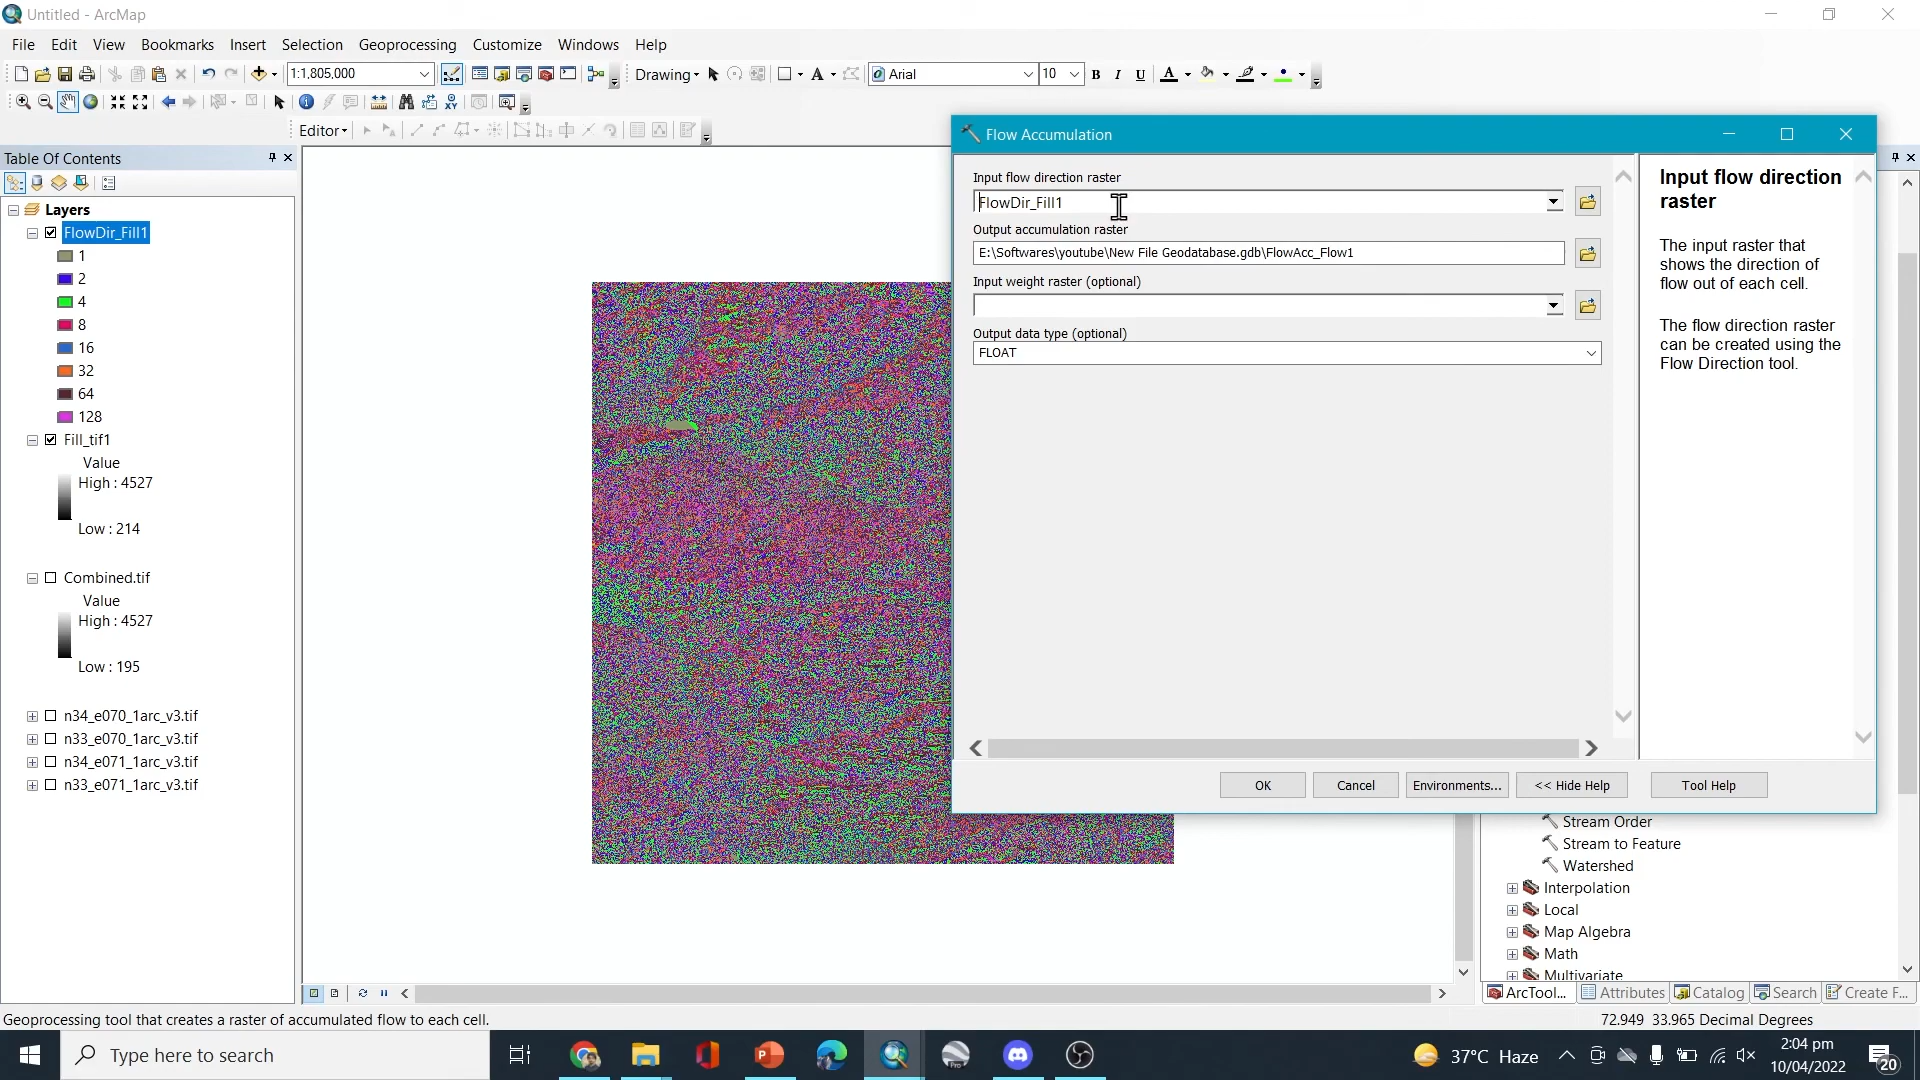 Untitled - ArcMap
File Edit View Bookmarks Insert Selection Geoprocessing Customize Windows Help
1:1,805,000 Drawing Arial 10 B I U A
Editor
Table Of Contents
Layers
FlowDir_Fill1
1
2
4
8
16
32
64
128
Fill_tif1
Value
High : 4527
Low : 214
Combined.tif
Value
High : 4527
Low : 195
n34_e070_1arc_v3.tif
n33_e070_1arc_v3.tif
n34_e071_1arc_v3.tif
n33_e071_1arc_v3.tif
Flow Accumulation
Input flow direction raster
FlowDir_Fill1
Output accumulation raster
E:\Softwares\youtube\New File Geodatabase.gdb\FlowAcc_Flow1
Input weight raster (optional)
Output data type (optional)
FLOAT
OK Cancel Environments... << Hide Help Tool Help
Input flow direction
raster
The input raster that
shows the direction of
flow out of each cell.
The flow direction raster
can be created using the
Flow Direction tool.
Stream Order
Stream to Feature
Watershed
Interpolation
Local
Map Algebra
Math
Multivariate
ArcTool... Attributes Catalog Search Create F...
Geoprocessing tool that creates a raster of accumulated flow to each cell.
72.949 33.965 Decimal Degrees
Type here to search
37°C Haze
2:04 pm
10/04/2022
20